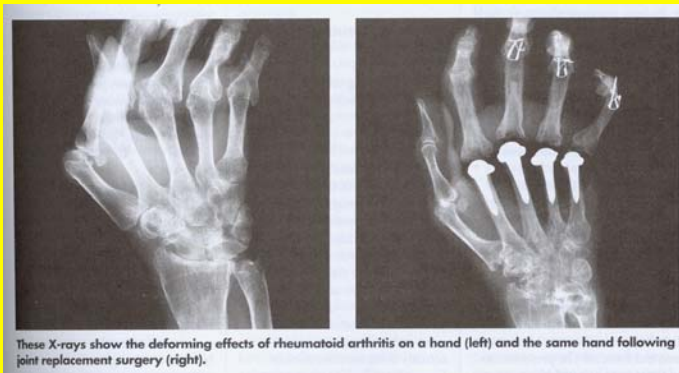 These X-rays show the deforming effects of rheumatoid arthritis on a hand (left) and the same hand following
joint replacement surgery (right).